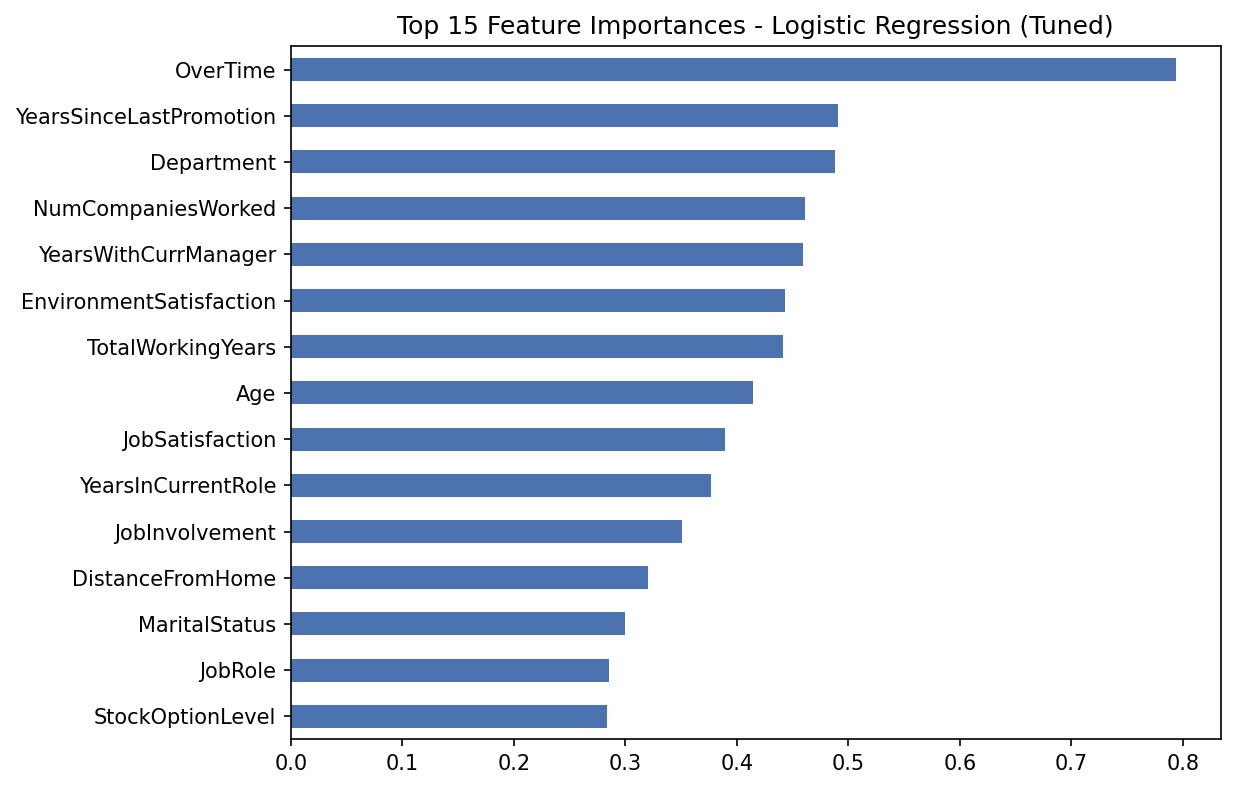 Top 15 Feature Importances - Logistic Regression (Tuned)
OverTime
YearsSinceLastPromotion
Department
NumCompaniesWorked
YearsWithCurrManager
EnvironmentSatisfaction
TotalWorkingYears
Age
JobSatisfaction
YearsInCurrentRole
JobInvolvement
DistanceFromHome
MaritalStatus
JobRole
StockOptionLevel
0.0 0.1 0.2 0.3 0.4 0.5 0.6 0.7 0.8